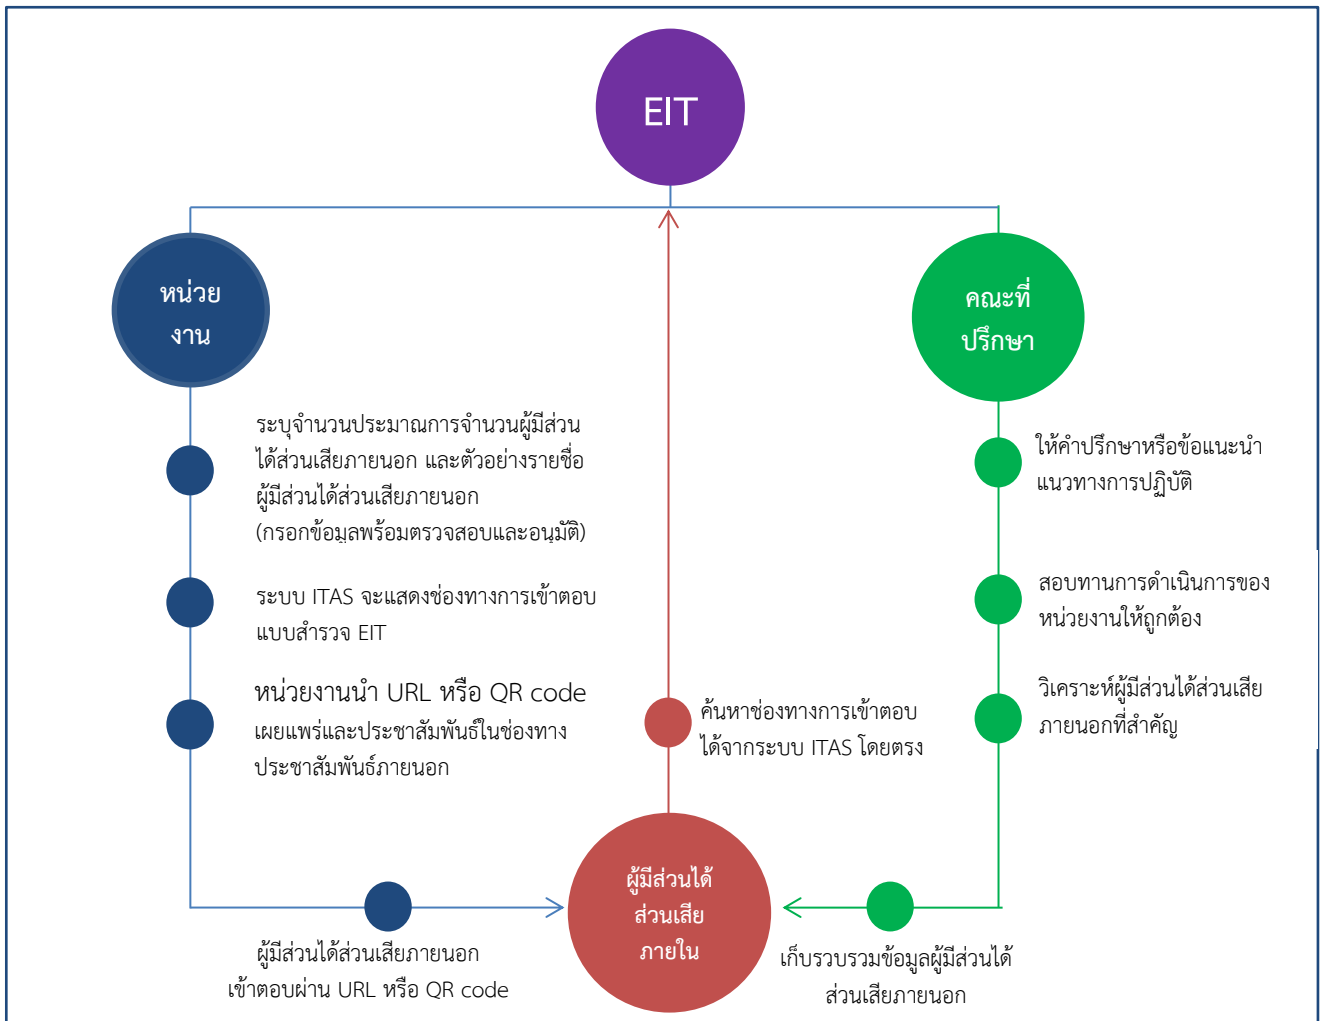 EIT
หน่วย
งาน
คณะที่
ปรึกษา
ระบุจำนวนประมาณการจำนวนผู้มีส่วน
ได้ส่วนเสียภายนอก และตัวอย่างรายชื่อ
ผู้มีส่วนได้ส่วนเสียภายนอก
(กรอกข้อมูลพร้อมตรวจสอบและอนุมัติ)
ระบบ ITAS จะแสดงช่องทางการเข้าตอบ
แบบสำรวจ EIT
หน่วยงานนำ URL หรือ QR code
เผยแพร่และประชาสัมพันธ์ในช่องทาง
ประชาสัมพันธ์ภายนอก
ค้นหาช่องทางการเข้าตอบ
ได้จากระบบ ITAS โดยตรง
ให้คำปรึกษาหรือข้อแนะนำ
แนวทางการปฏิบัติ
สอบทานการดำเนินการของ
หน่วยงานให้ถูกต้อง
วิเคราะห์ผู้มีส่วนได้ส่วนเสีย
ภายนอกที่สำคัญ
ผู้มีส่วนได้
ส่วนเสีย
ภายใน
ผู้มีส่วนได้ส่วนเสียภายนอก
เข้าตอบผ่าน URL หรือ QR code
เก็บรวบรวมข้อมูลผู้มีส่วนได้
ส่วนเสียภายนอก